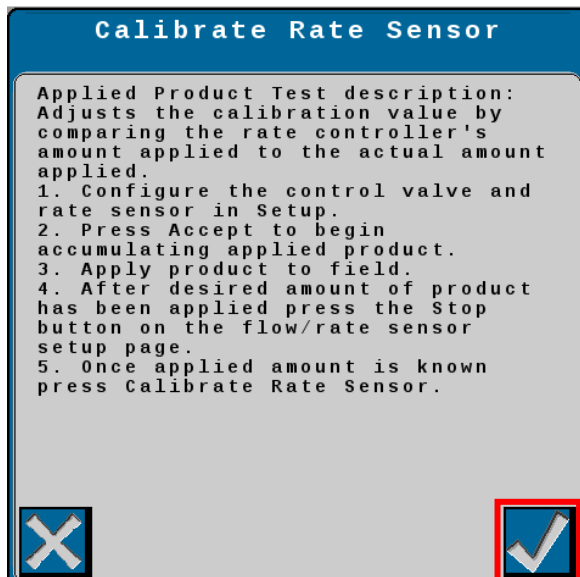 Calibrate Rate Sensor
Applied Product Test description:
Adjusts the calibration value by
comparing the rate controller's
amount applied to the actual amount
applied.
1. Configure the control valve and
rate sensor in Setup.
2. Press Accept to begin
accumulating applied product.
3. Apply product to field.
4. After desired amount of product
has been applied press the Stop
button on the flow/rate sensor
setup page.
5. Once applied amount is known
press Calibrate Rate Sensor.